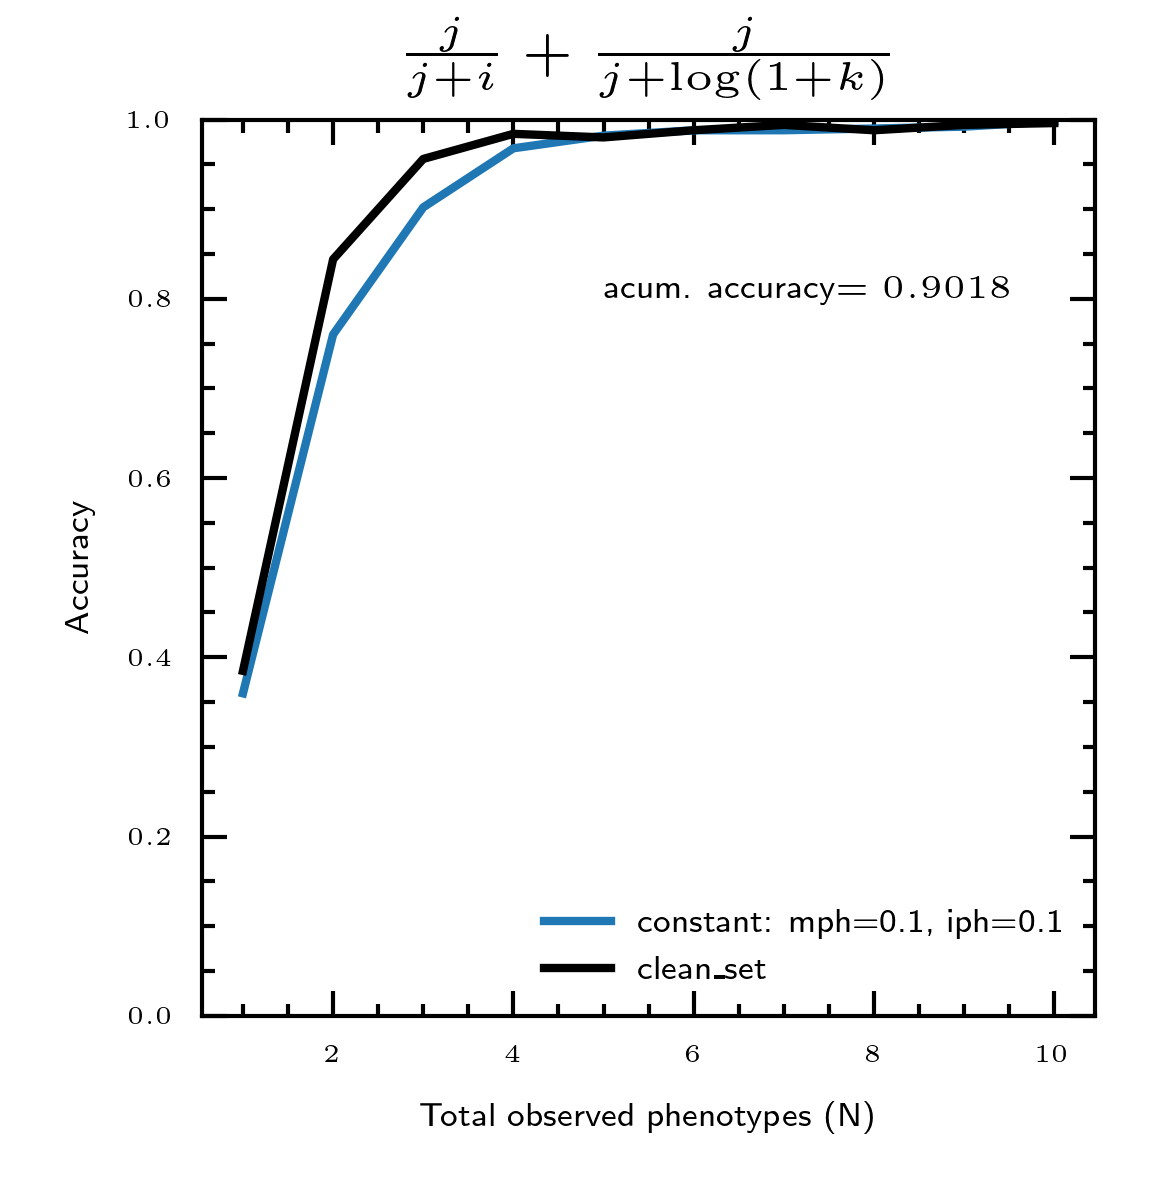 j/(j+i) + j/(j+log(1+k))
1.0
0.8
0.6
0.4
0.2
0.0
Accuracy
acum. accuracy= 0.9018
constant: mph=0.1, iph=0.1
clean_set
2 4 6 8 10
Total observed phenotypes (N)